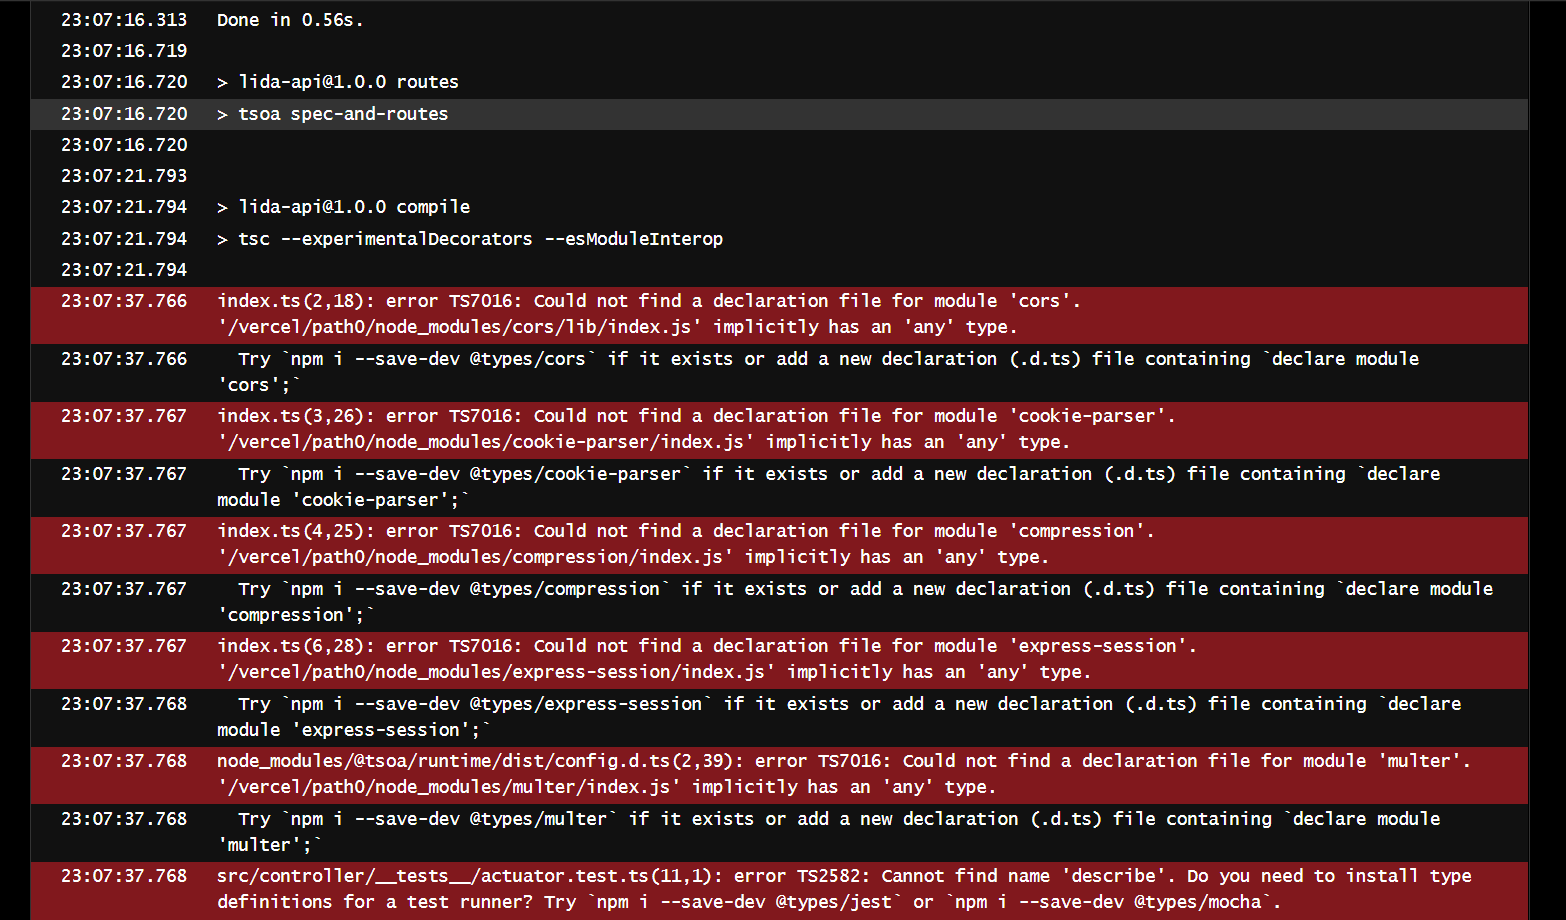 23:07:16.313 Done in 0.56s.
23:07:16.719
23:07:16.720 > lida-api@1.0.0 routes
23:07:16.720 > tsoa spec-and-routes
23:07:16.720
23:07:21.793
23:07:21.794 > lida-api@1.0.0 compile
23:07:21.794 > tsc --experimentalDecorators --esModuleInterop
23:07:21.794
23:07:37.766 index.ts(2,18): error TS7016: Could not find a declaration file for module 'cors'.
'/vercel/path0/node_modules/cors/lib/index.js' implicitly has an 'any' type.
23:07:37.766 Try `npm i --save-dev @types/cors` if it exists or add a new declaration (.d.ts) file containing `declare module
'cors';`
23:07:37.767 index.ts(3,26): error TS7016: Could not find a declaration file for module 'cookie-parser'.
'/vercel/path0/node_modules/cookie-parser/index.js' implicitly has an 'any' type.
23:07:37.767 Try `npm i --save-dev @types/cookie-parser` if it exists or add a new declaration (.d.ts) file containing `declare
module 'cookie-parser';`
23:07:37.767 index.ts(4,25): error TS7016: Could not find a declaration file for module 'compression'.
'/vercel/path0/node_modules/compression/index.js' implicitly has an 'any' type.
23:07:37.767 Try `npm i --save-dev @types/compression` if it exists or add a new declaration (.d.ts) file containing `declare module
'compression';`
23:07:37.767 index.ts(6,28): error TS7016: Could not find a declaration file for module 'express-session'.
'/vercel/path0/node_modules/express-session/index.js' implicitly has an 'any' type.
23:07:37.768 Try `npm i --save-dev @types/express-session` if it exists or add a new declaration (.d.ts) file containing `declare
module 'express-session';`
23:07:37.768 node_modules/@tsoa/runtime/dist/config.d.ts(2,39): error TS7016: Could not find a declaration file for module 'multer'.
'/vercel/path0/node_modules/multer/index.js' implicitly has an 'any' type.
23:07:37.768 Try `npm i --save-dev @types/multer` if it exists or add a new declaration (.d.ts) file containing `declare module
'multer';`
23:07:37.768 src/controller/__tests__/actuator.test.ts(11,1): error TS2582: Cannot find name 'describe'. Do you need to install type
definitions for a test runner? Try `npm i --save-dev @types/jest` or `npm i --save-dev @types/mocha`.